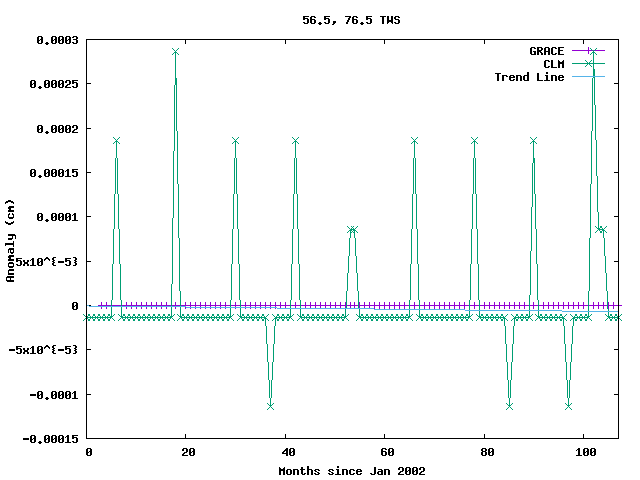 56.5, 76.5 TWS
GRACE
CLM
Trend Line
0.0003
0.00025
0.0002
0.00015
0.0001
5x10^{-53
0
-5x10^{-53
-0.0001
-0.00015
Anomaly (cm)
0 20 40 60 80 100
Months since Jan 2002